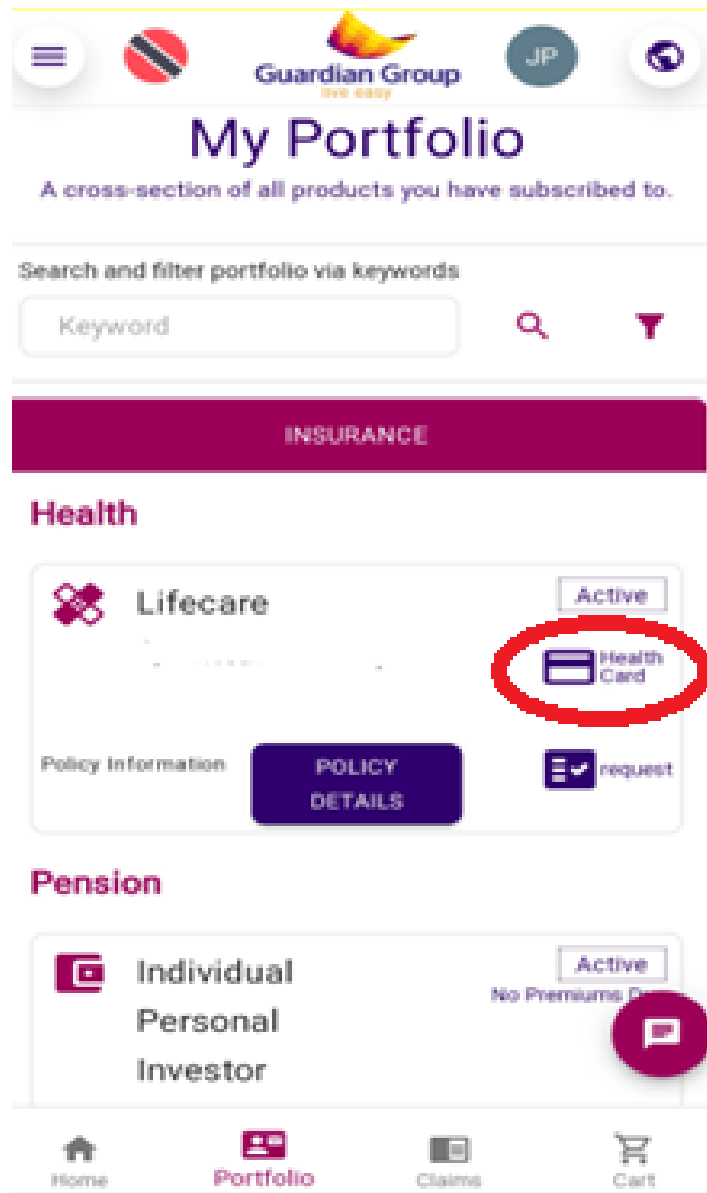 Guardian Group
live easy
JP
My Portfolio
A cross-section of all products you have subscribed to.
Search and filter portfolio via keywords
Keyword
INSURANCE
Health
Lifecare
Active
Health
Card
Policy Information
POLICY
DETAILS
request
Pension
Individual
Personal
Investor
Active
No Premiums
Home
Portfolio
Claims
Cart